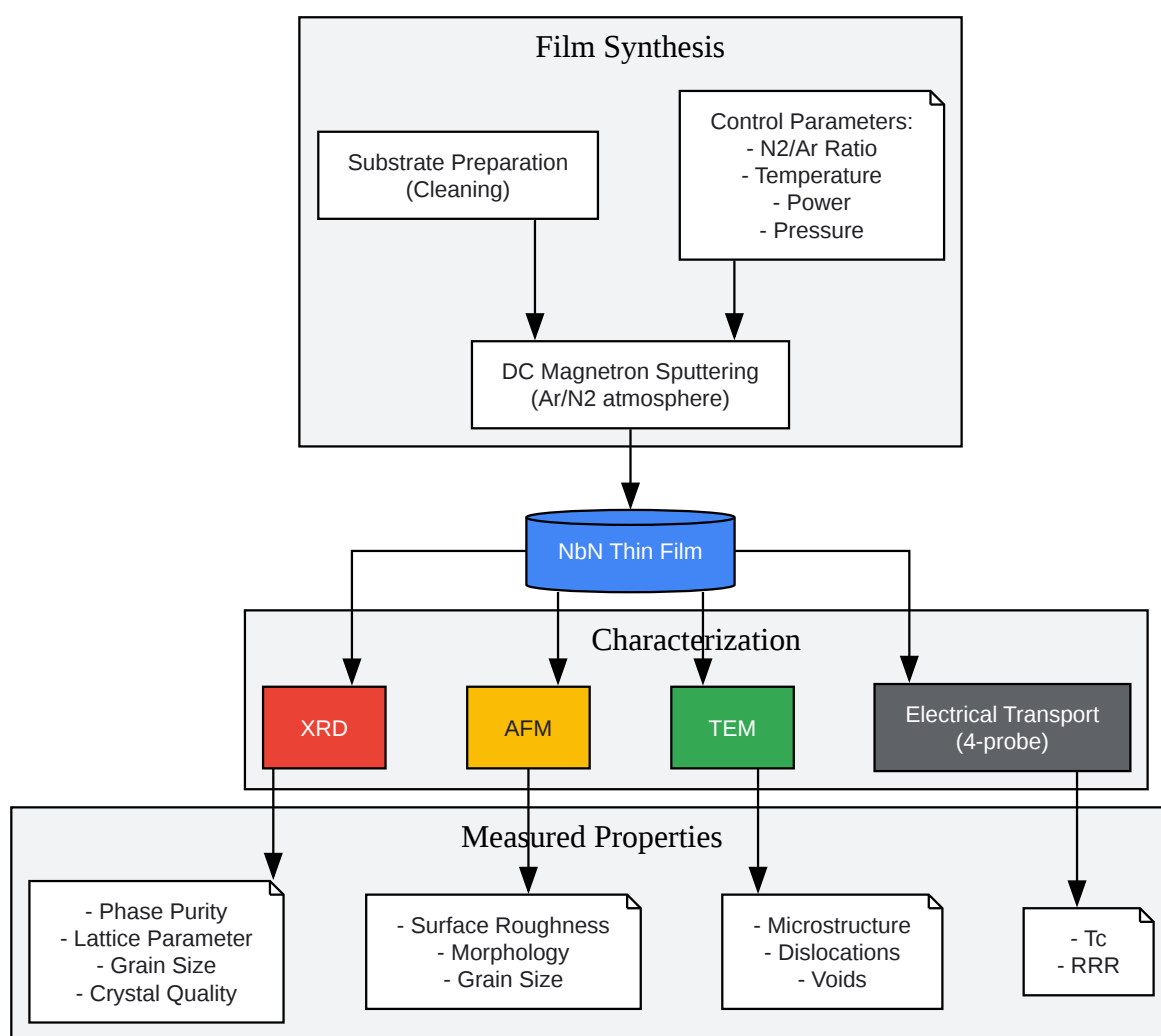 Film Synthesis
Substrate Preparation
(Cleaning)
Control Parameters:
- N2/Ar Ratio
- Temperature
- Power
- Pressure
DC Magnetron Sputtering
(Ar/N2 atmosphere)
NbN Thin Film
Characterization
XRD
AFM
TEM
Electrical Transport
(4-probe)
Measured Properties
- Phase Purity
- Lattice Parameter
- Grain Size
- Crystal Quality
- Surface Roughness
- Morphology
- Grain Size
- Microstructure
- Dislocations
- Voids
- Tc
- RRR